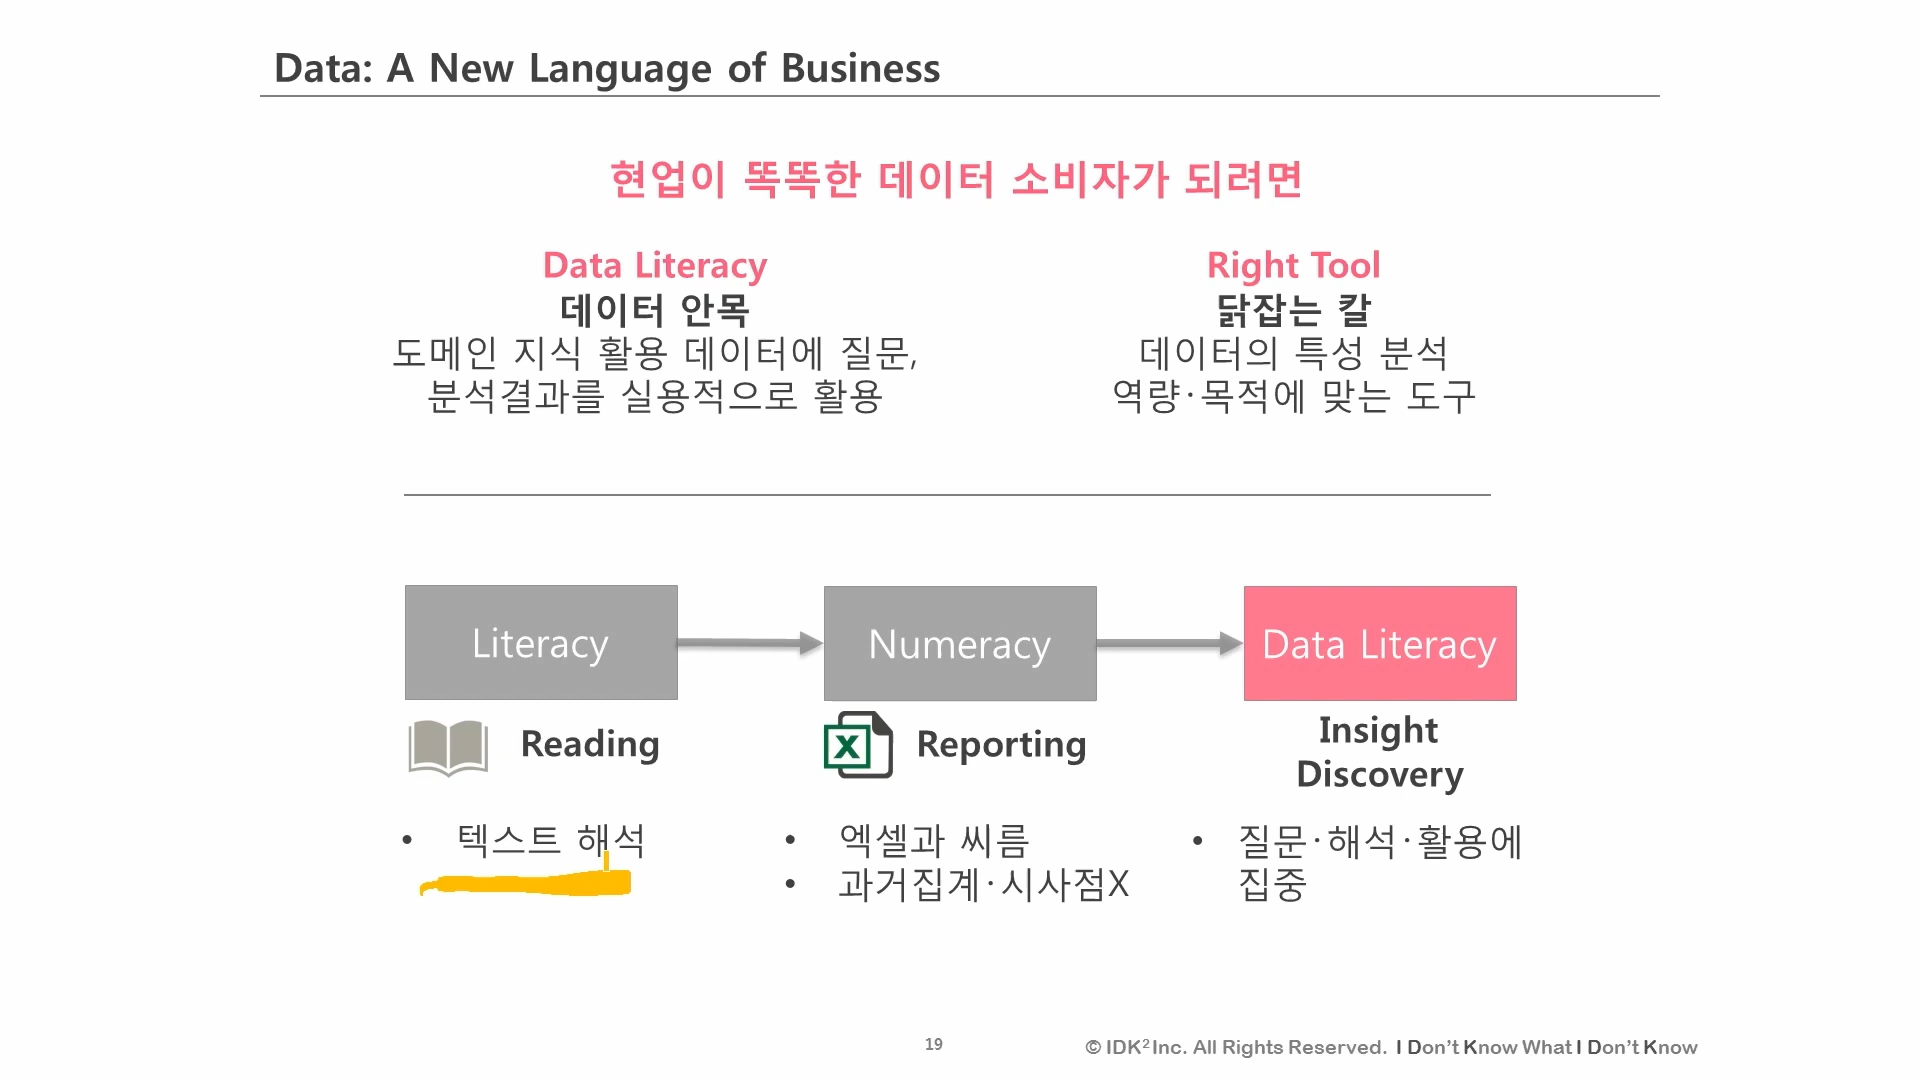 Data: A New Language of Business
현업이 똑똑한 데이터 소비자가 되려면
Data Literacy
데이터 안목
도메인 지식 활용 데이터에 질문,
분석결과를 실용적으로 활용
Right Tool
닭잡는 칼
데이터의 특성 분석
역량·목적에 맞는 도구
Literacy
Numeracy
Data Literacy
Reading
Reporting
Insight
Discovery
• 텍스트 해석
• 엑셀과 씨름
• 과거집계·시사점X
• 질문·해석·활용에
집중
19
© IDK² Inc. All Rights Reserved. I Don't Know What I Don't Know